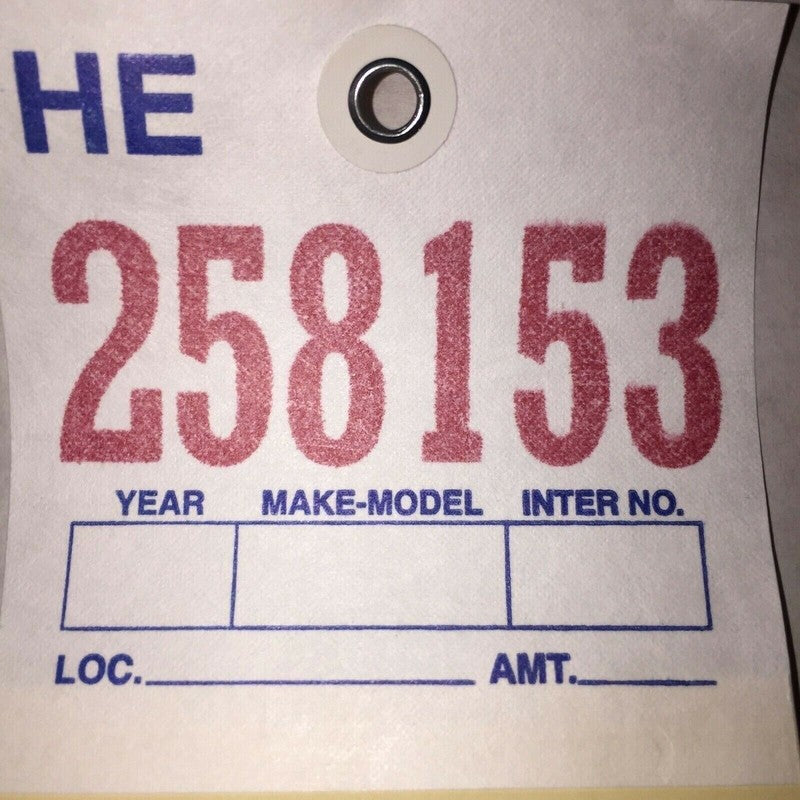 HE
258153
YEAR MAKE-MODEL INTER NO.
LOC. AMT.